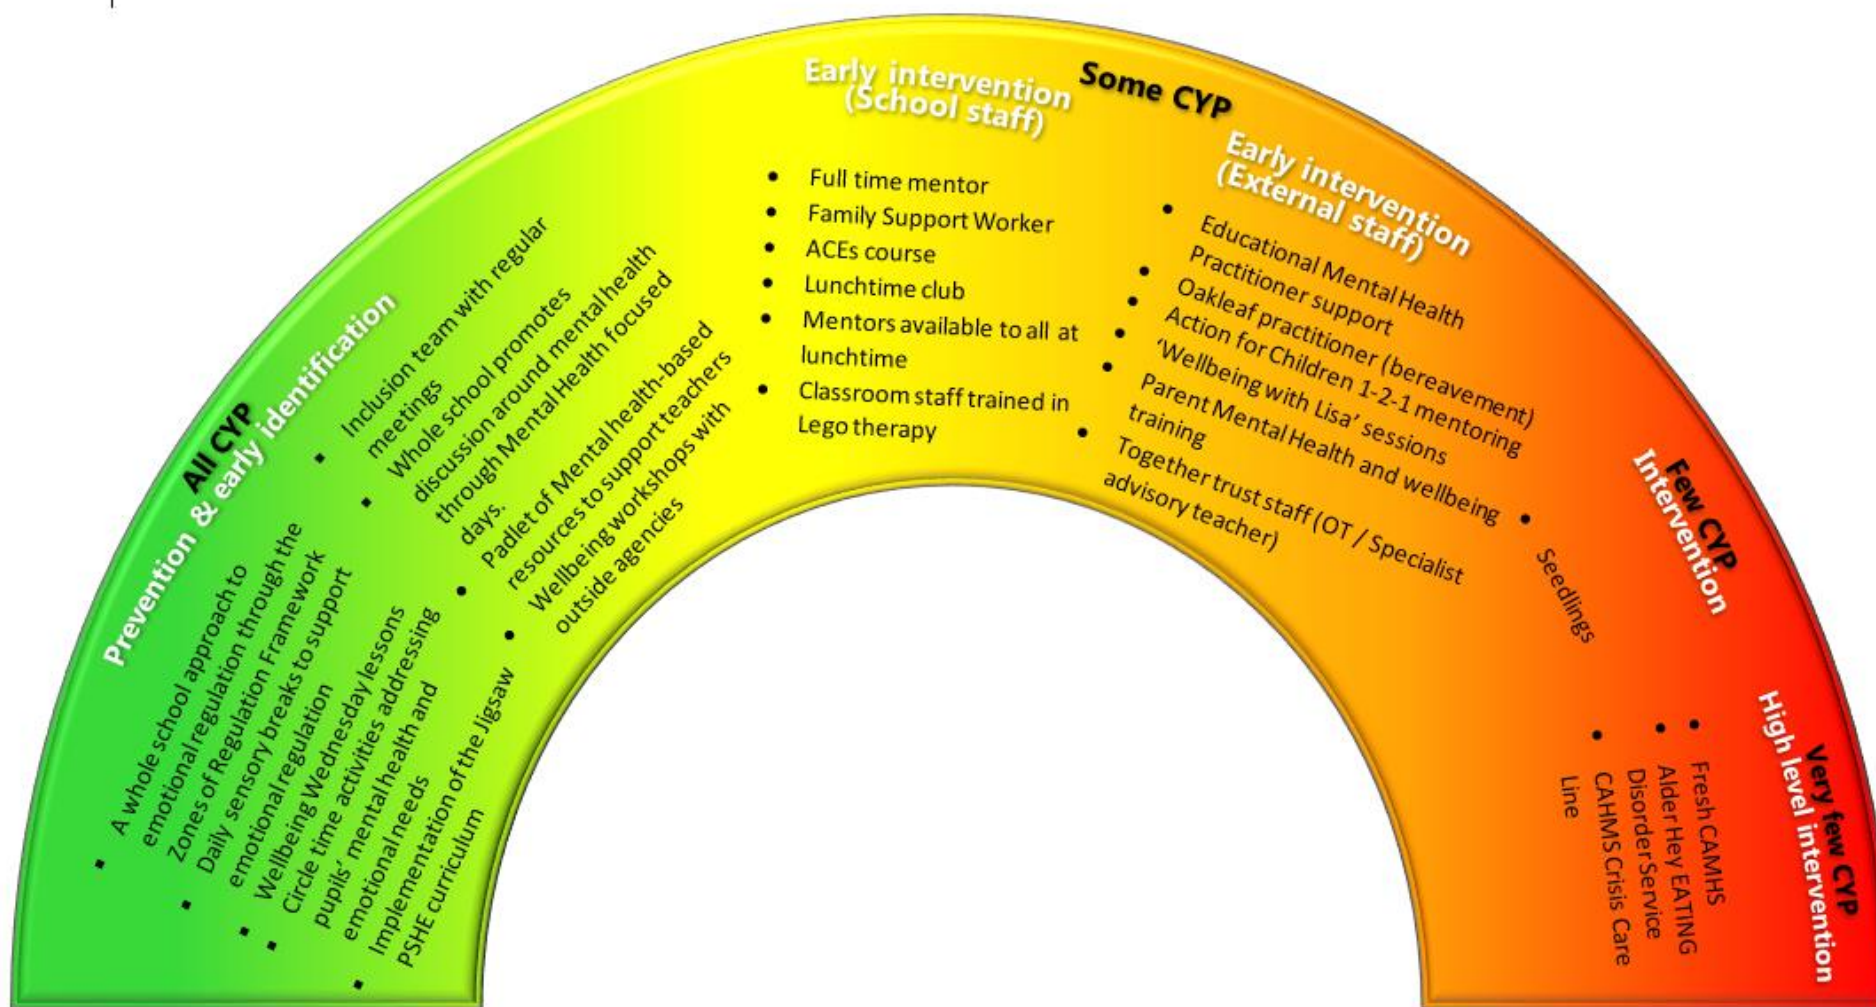 All CYP
Prevention & early identification
▪ A whole school approach to
emotional regulation through the
Zones of Regulation Framework
▪ Daily sensory breaks to support
emotional regulation
▪ Wellbeing Wednesday lessons
▪ Circle time activities addressing
pupils' mental health and
emotional needs
▪ Implementation of the Jigsaw
PSHE curriculum
▪ Inclusion team with regular
meetings
▪ Whole school promotes
discussion around mental health
through Mental Health focused
days.
• Padlet of Mental health-based
resources to support teachers
• Wellbeing workshops with
outside agencies
Some CYP
Early intervention
(School staff)
• Full time mentor
• Family Support Worker
• ACEs course
• Lunchtime club
• Mentors available to all at
lunchtime
• Classroom staff trained in
Lego therapy
Early intervention
(External staff)
• Educational Mental Health
Practitioner support
• Oakleaf practitioner (bereavement)
• Action for Children 1-2-1 mentoring
• ‘Wellbeing with Lisa’ sessions
• Parent Mental Health and wellbeing
training
• Together trust staff (OT / Specialist
advisory teacher)
Few CYP
Intervention
• Seedlings
Very few CYP
High level intervention
• Fresh CAMHS
• Alder Hey EATING
Disorder Service
• CAHMS Crisis Care
Line